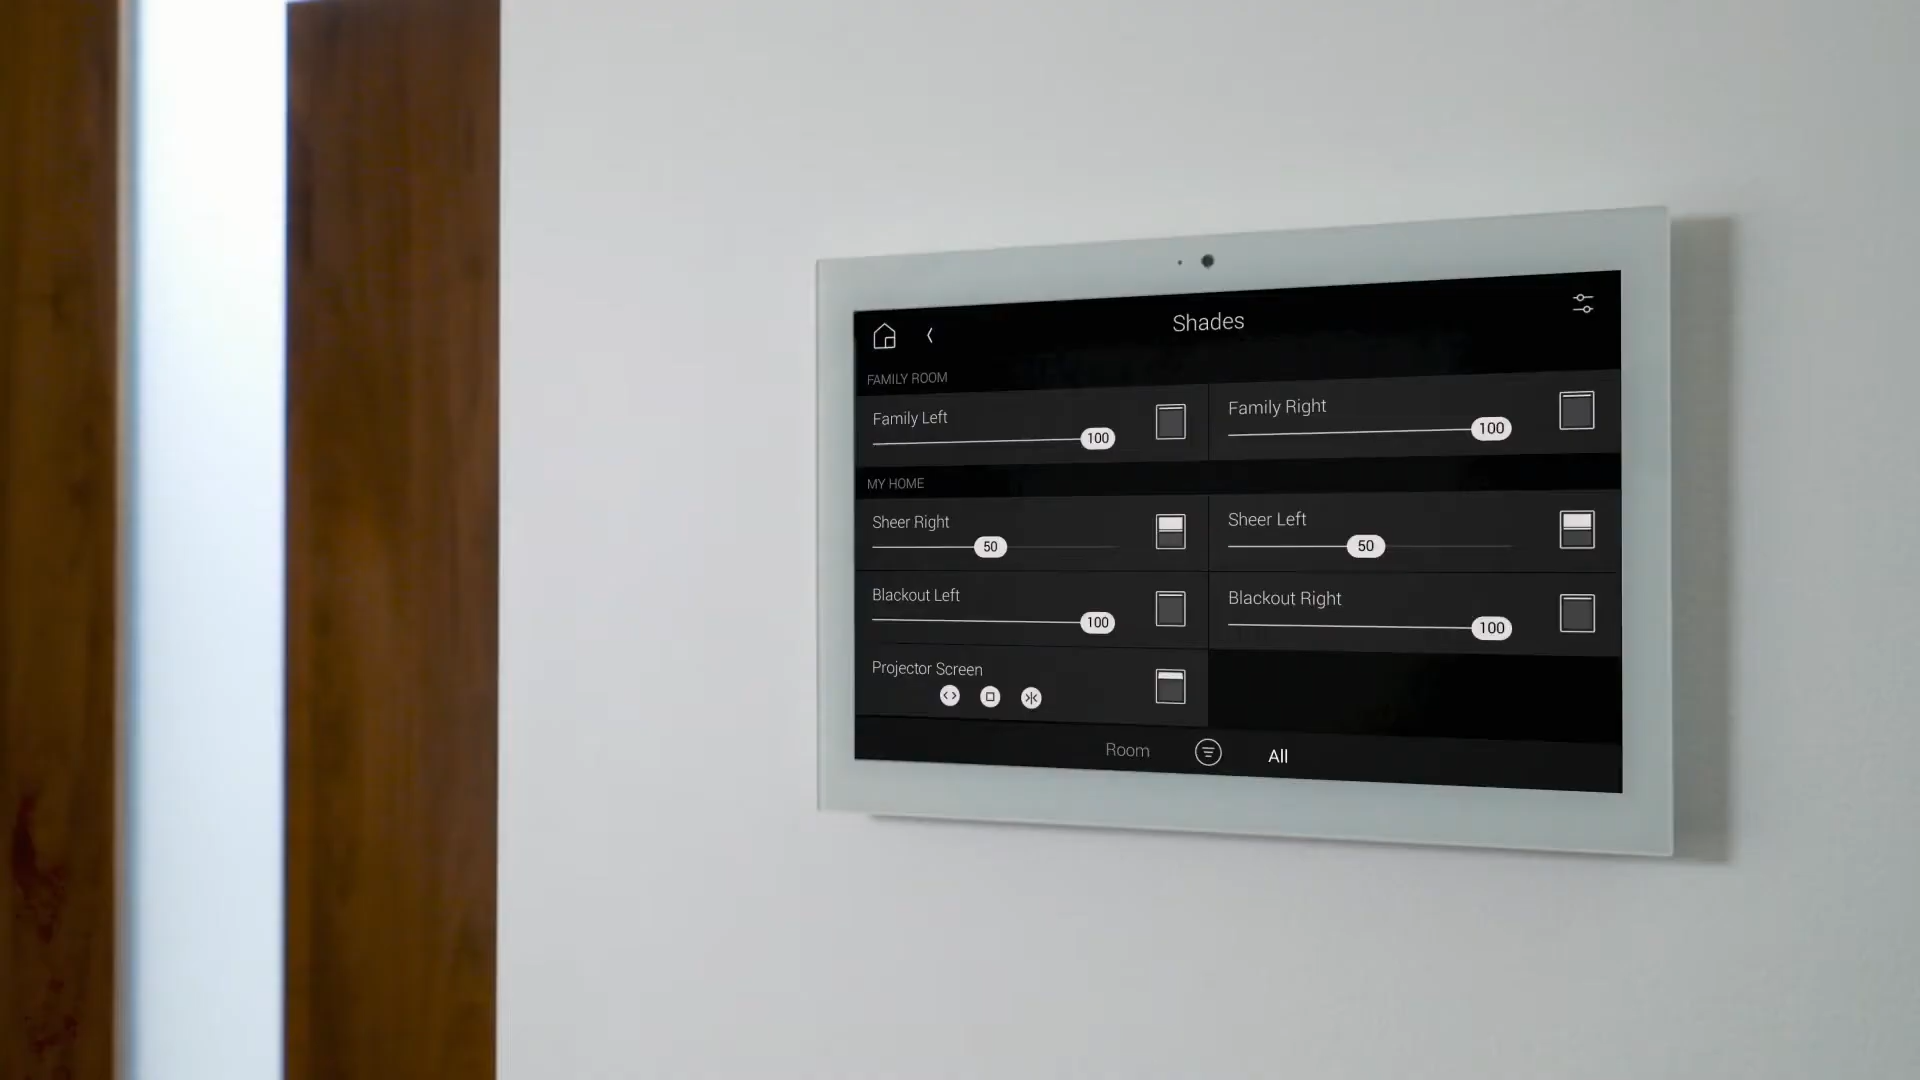 Shades
FAMILY ROOM
Family Left
100
Family Right
100
MY HOME
Sheer Right
50
Sheer Left
50
Blackout Left
100
Blackout Right
100
Projector Screen
Room
All